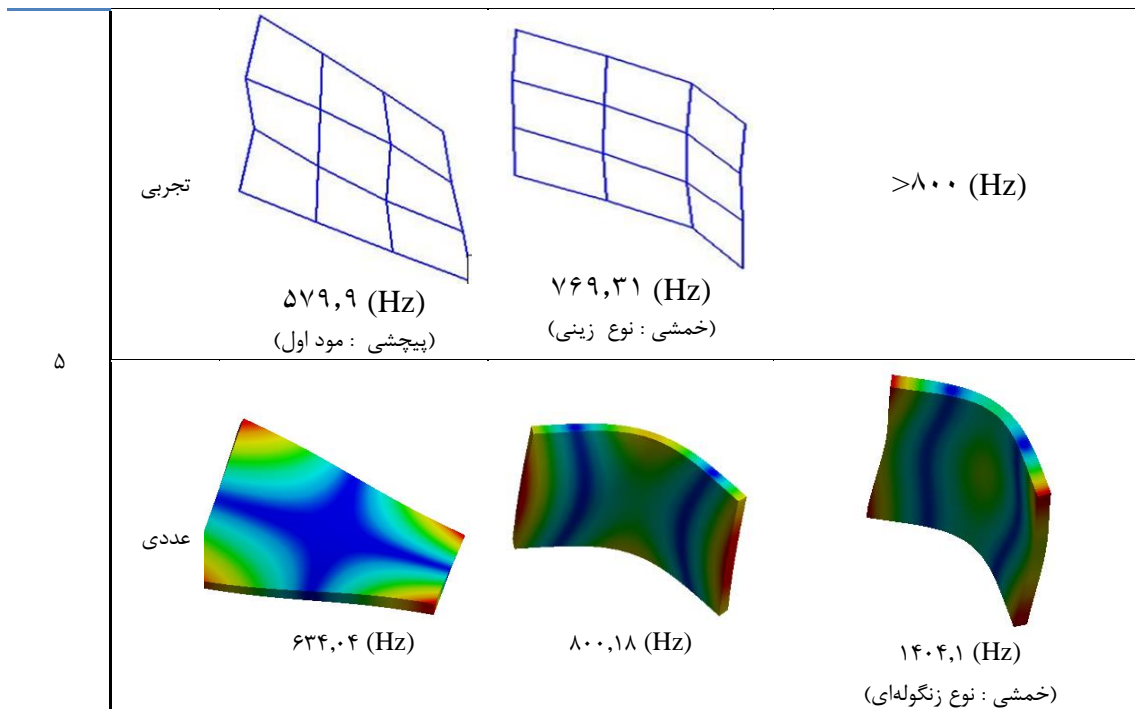 ۵
تجربی
۵۷۹,۹ (Hz)
(پیچشی : مود اول)
۷۶۹,۳۱ (Hz)
(خمشی : نوع زینی)
>۸۰۰ (Hz)
عددی
۶۳۴,۰۴ (Hz)
۸۰۰,۱۸ (Hz)
۱۴۰۴,۱ (Hz)
(خمشی : نوع زنگوله‌ای)